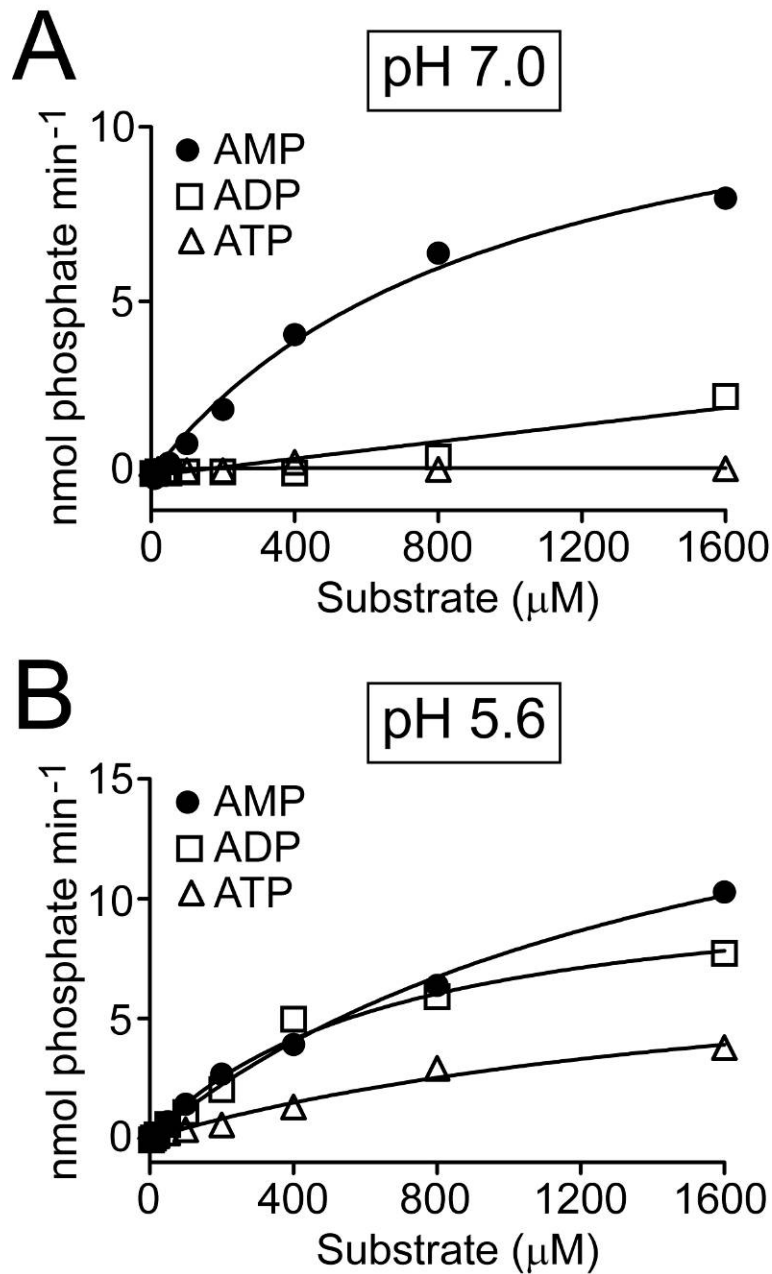 A
pH 7.0
10
5
0
nmol phosphate min-1
AMP
ADP
ATP
0 400 800 1200 1600
Substrate (μM)
B
pH 5.6
15
10
5
0
nmol phosphate min-1
AMP
ADP
ATP
0 400 800 1200 1600
Substrate (μM)